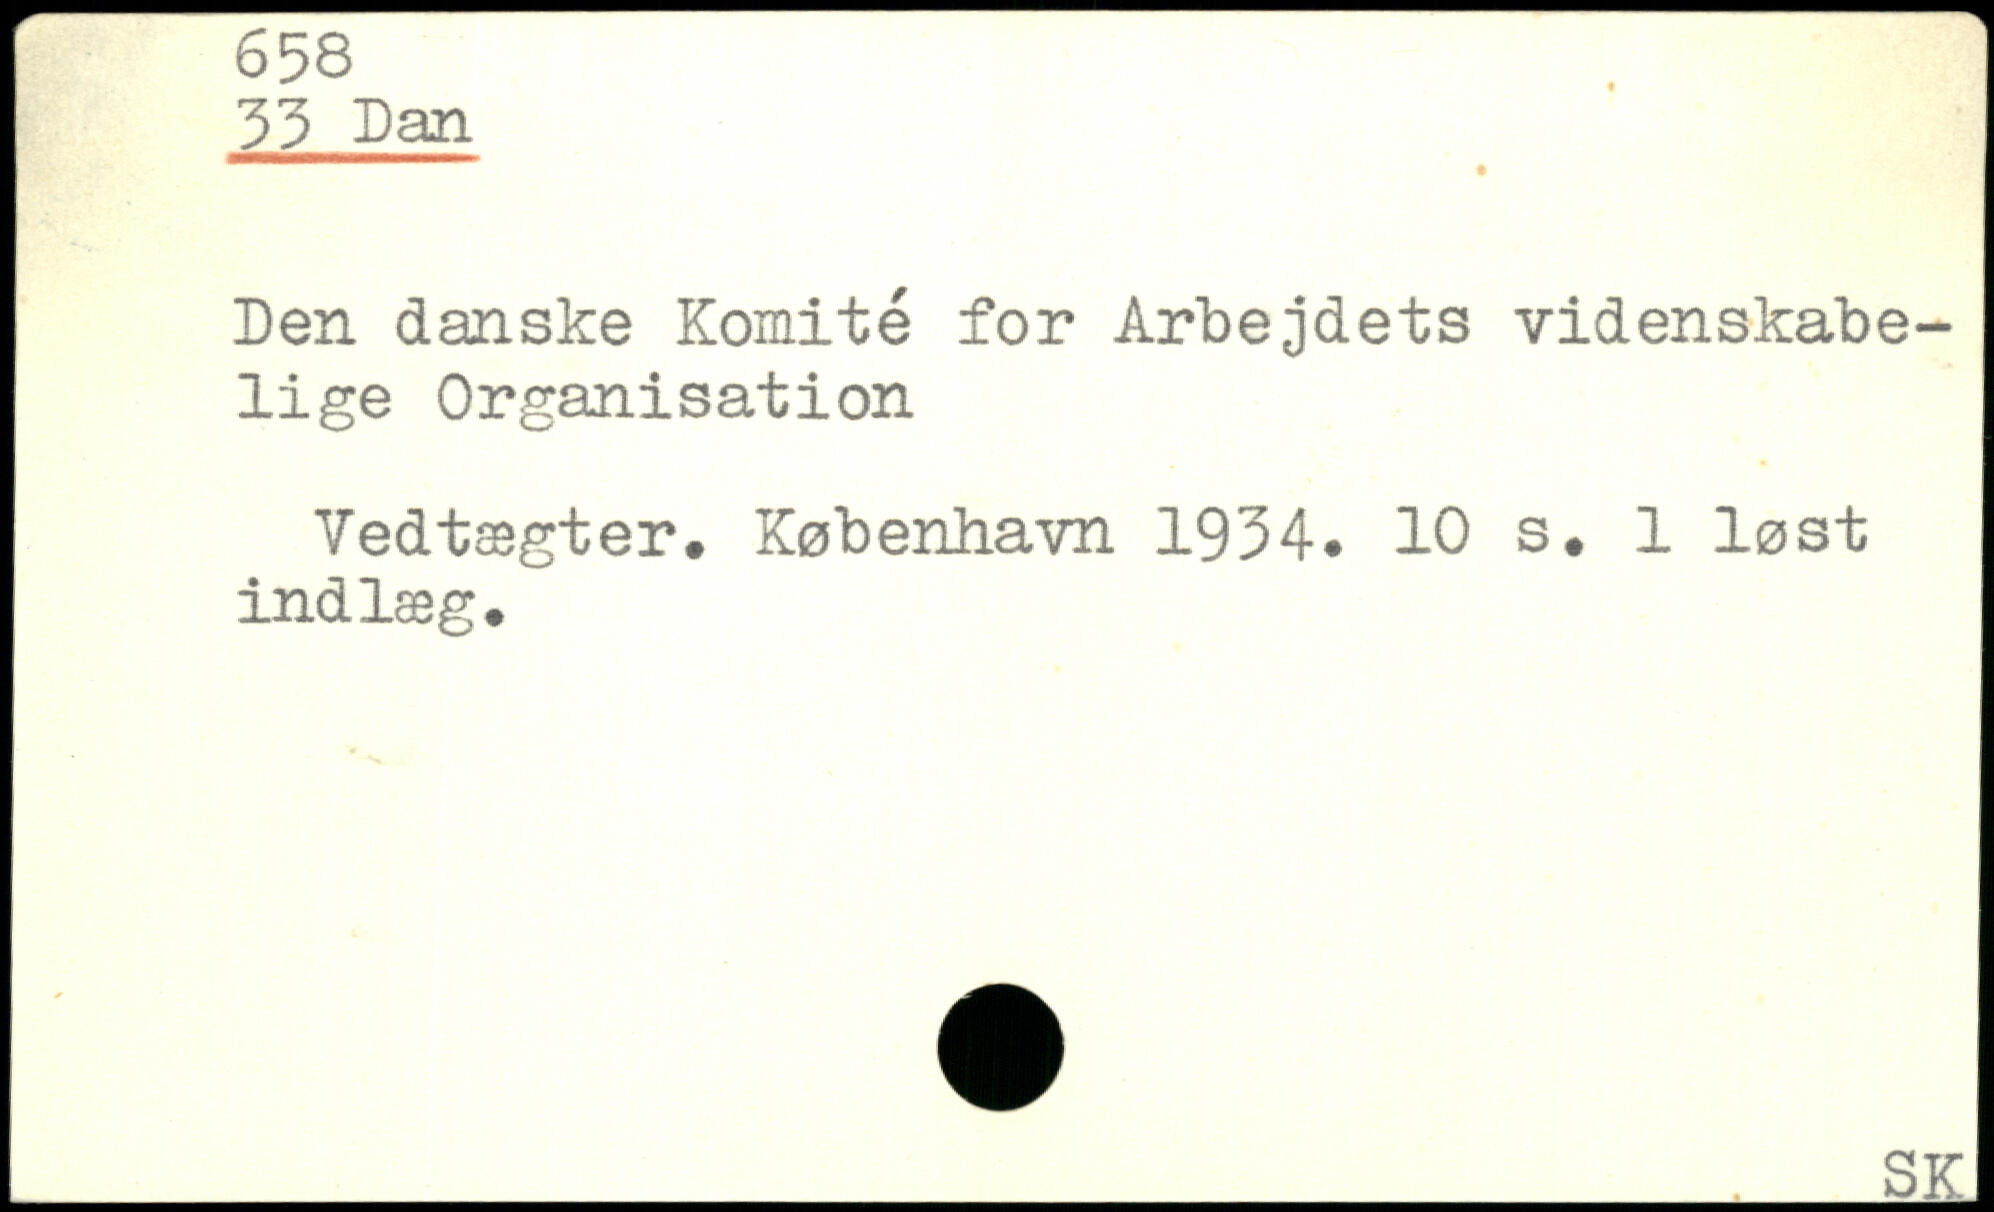 658
33 Dan
Den danske Komité for Arbejdets videnskabe-
lige Organisation
Vedtægter. København 1934. 10 s. 1 løst
indlæg.
SK